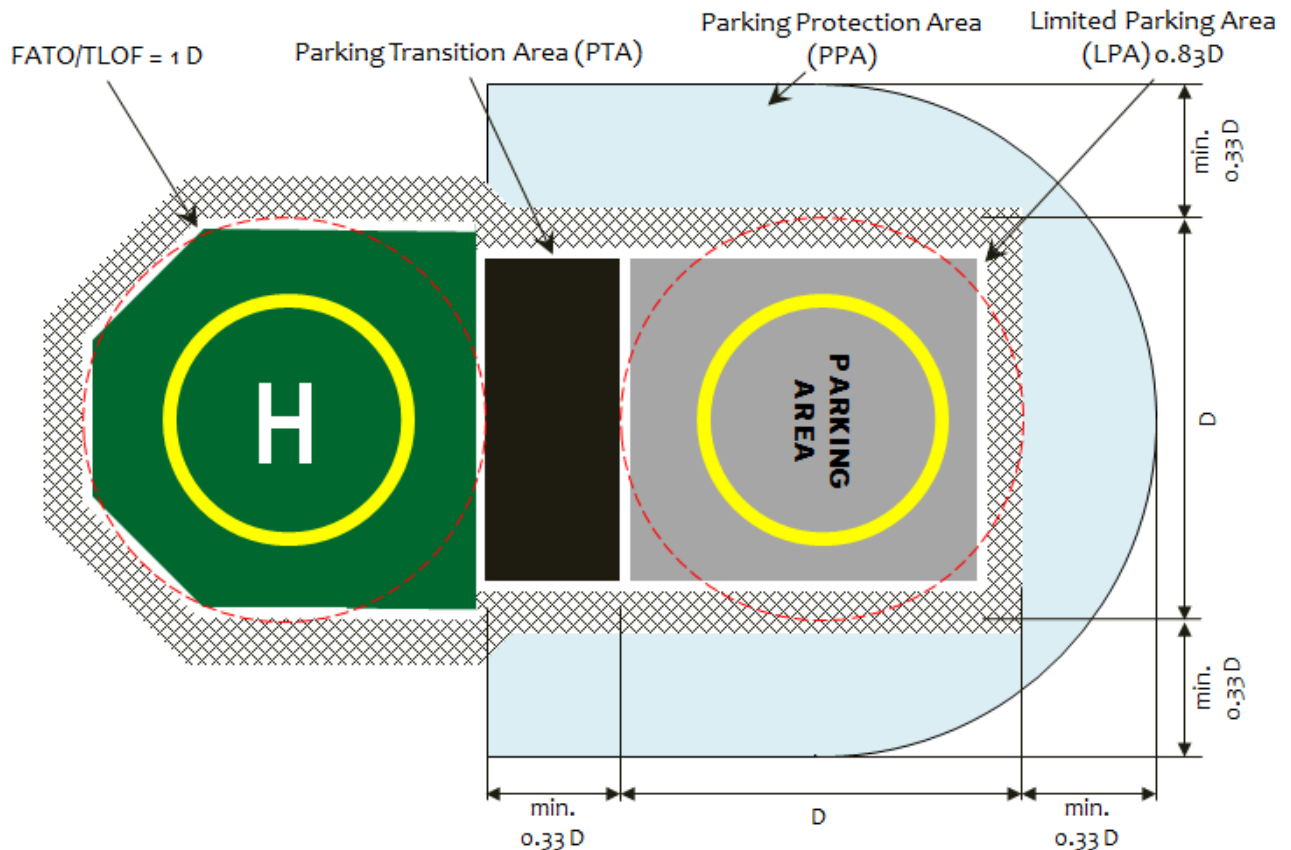 FATO/TLOF = 1 D
Parking Transition Area (PTA)
Parking Protection Area
(PPA)
Limited Parking Area
(LPA) 0.83D
min.
0.33 D
H
PARKING
AREA
D
min.
0.33 D
min.
0.33 D
D
min.
0.33 D